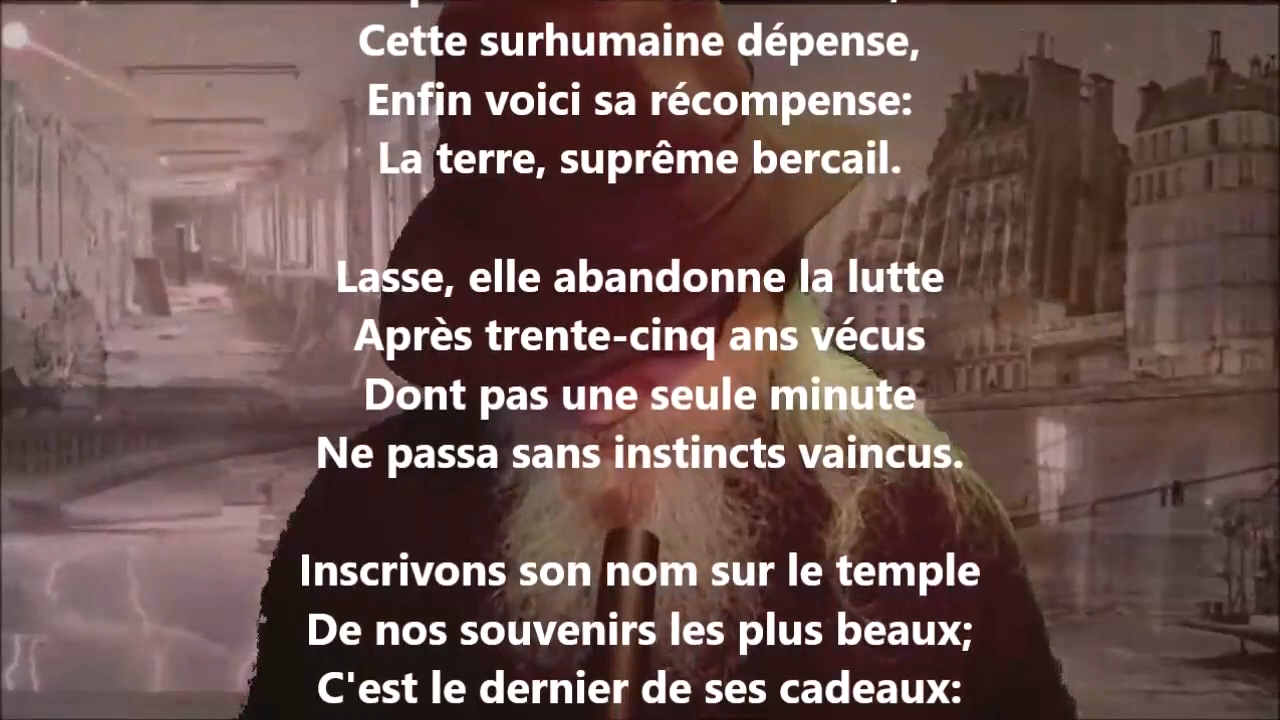 Cette surhumaine dépense,
Enfin voici sa récompense:
La terre, suprême bercail.
Lasse, elle abandonne la lutte
Après trente-cinq ans vécus
Dont pas une seule minute
Ne passa sans instincts vaincus.
Inscrivons son nom sur le temple
De nos souvenirs les plus beaux;
C'est le dernier de ses cadeaux: